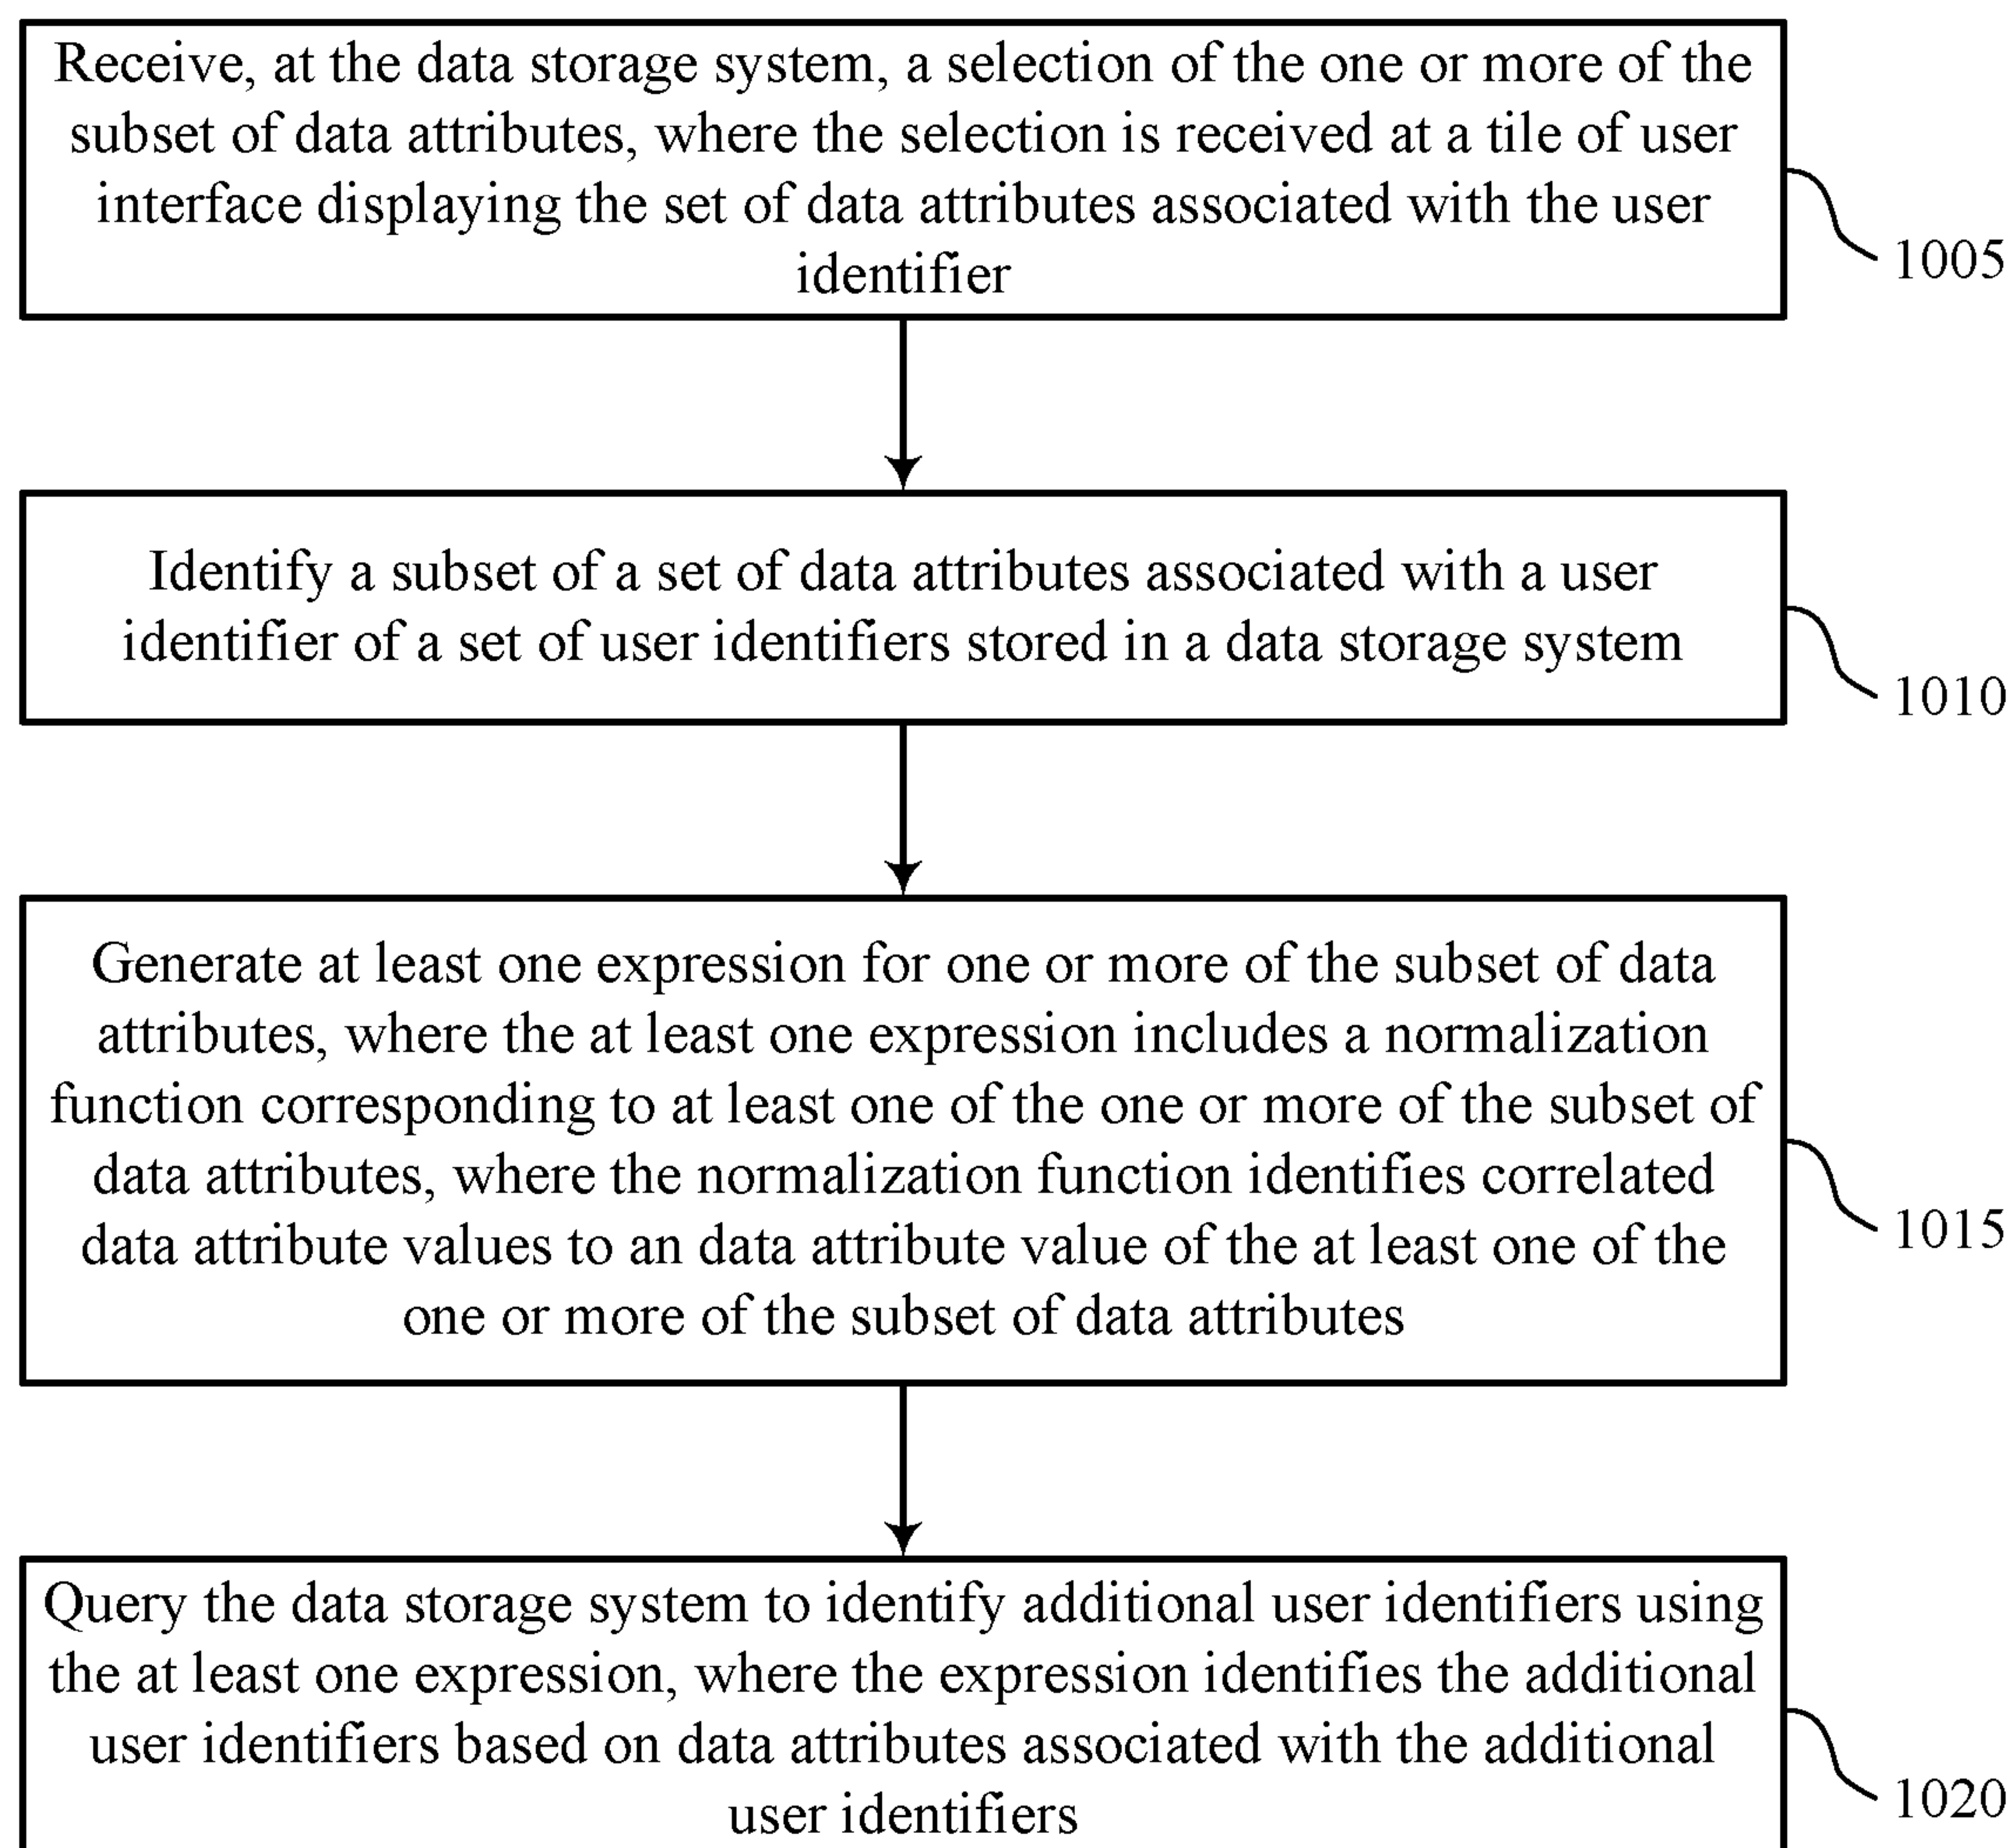 Receive, at the data storage system, a selection of the one or more of the
subset of data attributes, where the selection is received at a tile of user
interface displaying the set of data attributes associated with the user
identifier
1005
Identify a subset of a set of data attributes associated with a user
identifier of a set of user identifiers stored in a data storage system
1010
Generate at least one expression for one or more of the subset of data
attributes, where the at least one expression includes a normalization
function corresponding to at least one of the one or more of the subset of
data attributes, where the normalization function identifies correlated
data attribute values to an data attribute value of the at least one of the
one or more of the subset of data attributes
1015
Query the data storage system to identify additional user identifiers using
the at least one expression, where the expression identifies the additional
user identifiers based on data attributes associated with the additional
user identifiers
1020